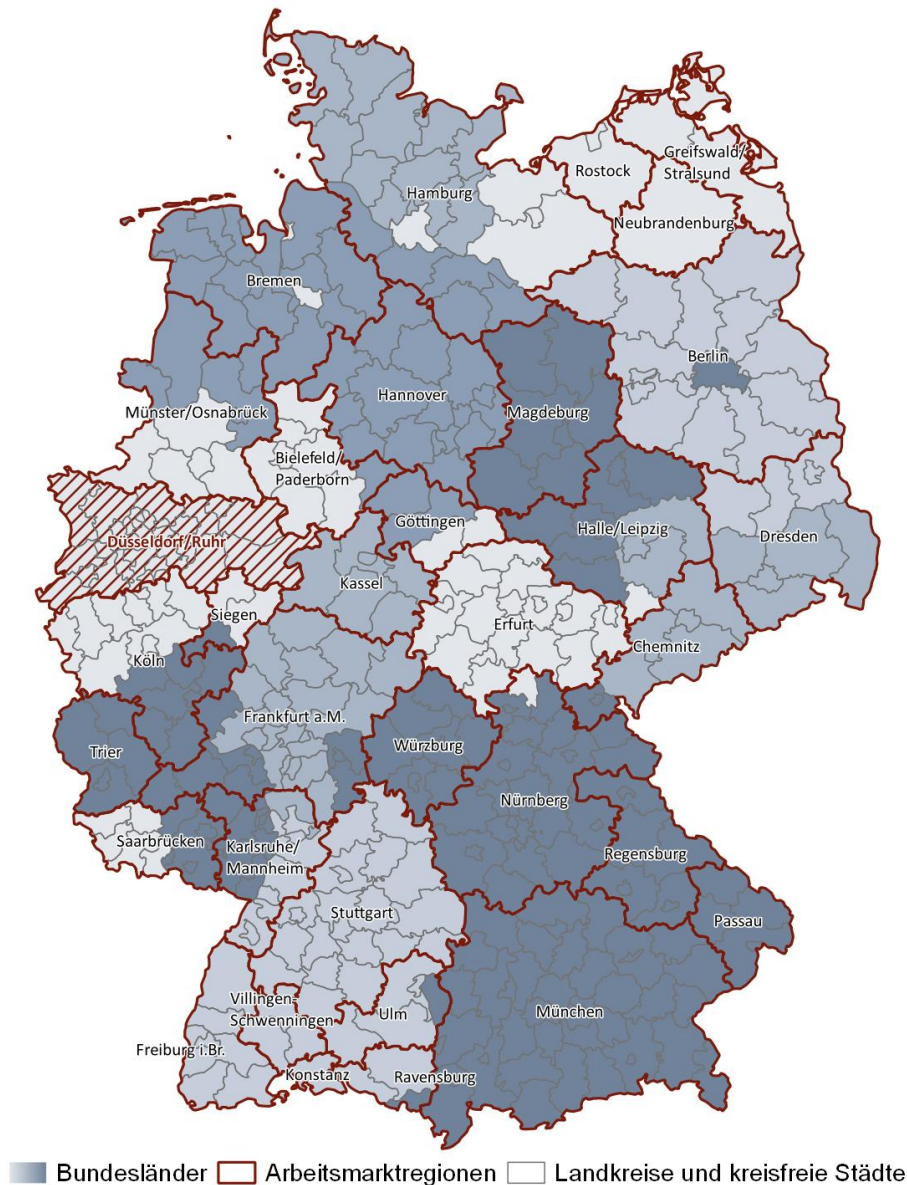 Greifswald/
Stralsund
Rostock
Hamburg
Neubrandenburg
Bremen
Berlin
Hannover
Magdeburg
Münster/Osnabrück
Bielefeld/
Paderborn
Göttingen
Halle/Leipzig
Dresden
Düsseldorf/Ruhr
Kassel
Siegen
Erfurt
Chemnitz
Köln
Frankfurt a.M.
Trier
Würzburg
Nürnberg
Saarbrücken
Karlsruhe/
Mannheim
Regensburg
Stuttgart
Passau
Villingen-
Schwenningen
Ulm
München
Freiburg i.Br.
Konstanz
Ravensburg
Bundesländer Arbeitsmarktregionen Landkreise und kreisfreie Städte